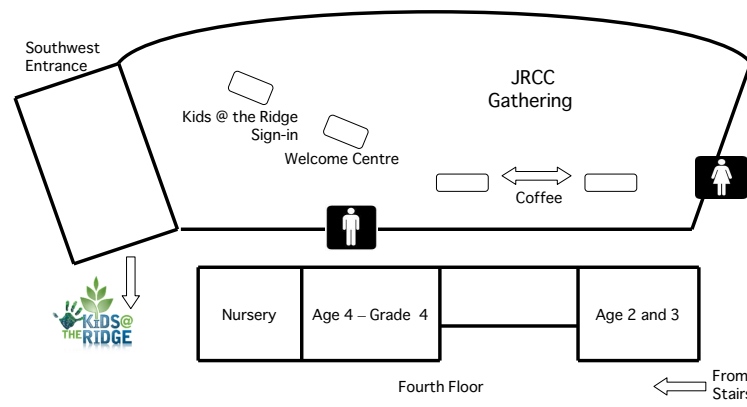 Southwest
Entrance
JRCC
Gathering
Kids @ the Ridge
Sign-in
Welcome Centre
Coffee
KiDS@
THE RIDGE
Nursery
Age 4 – Grade 4
Age 2 and 3
Fourth Floor
From
Stairs